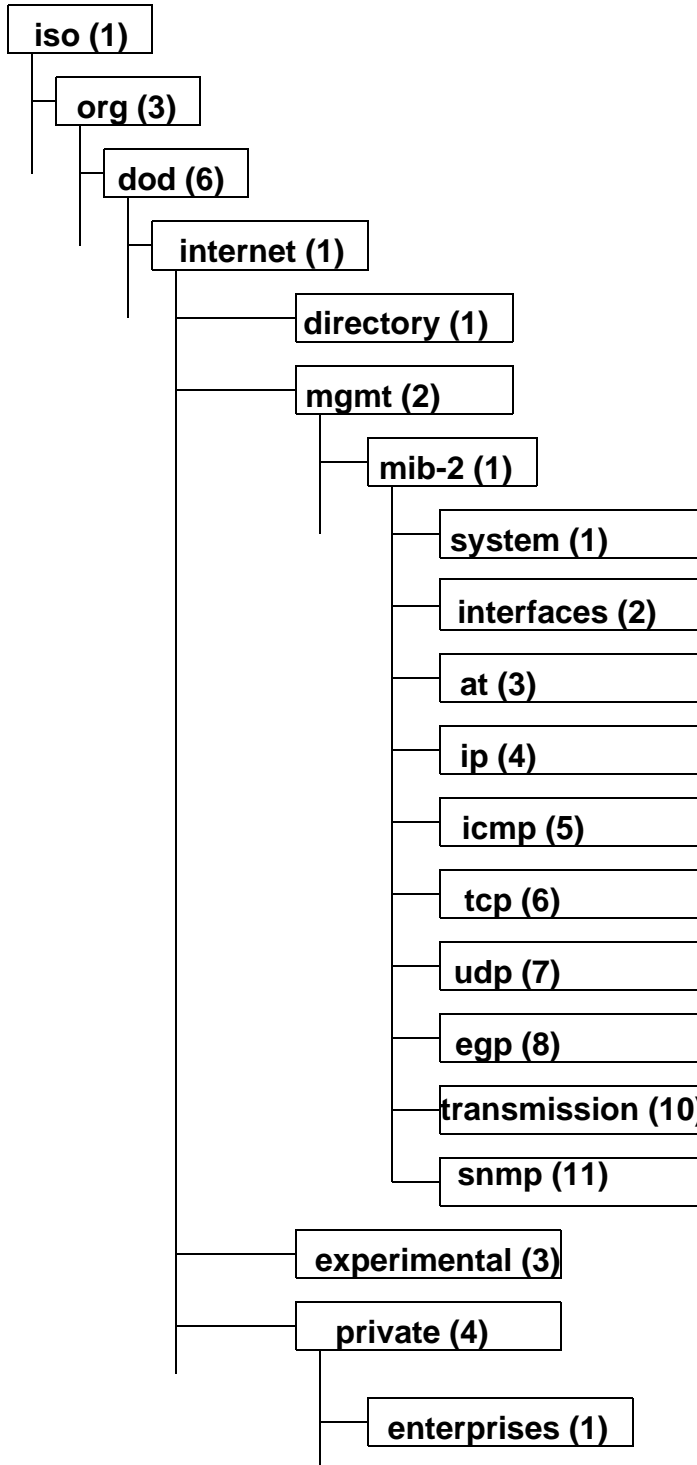 iso (1)
org (3)
dod (6)
internet (1)
directory (1)
mgmt (2)
mib-2 (1)
system (1)
interfaces (2)
at (3)
ip (4)
icmp (5)
tcp (6)
udp (7)
egp (8)
transmission (10)
snmp (11)
experimental (3)
private (4)
enterprises (1)